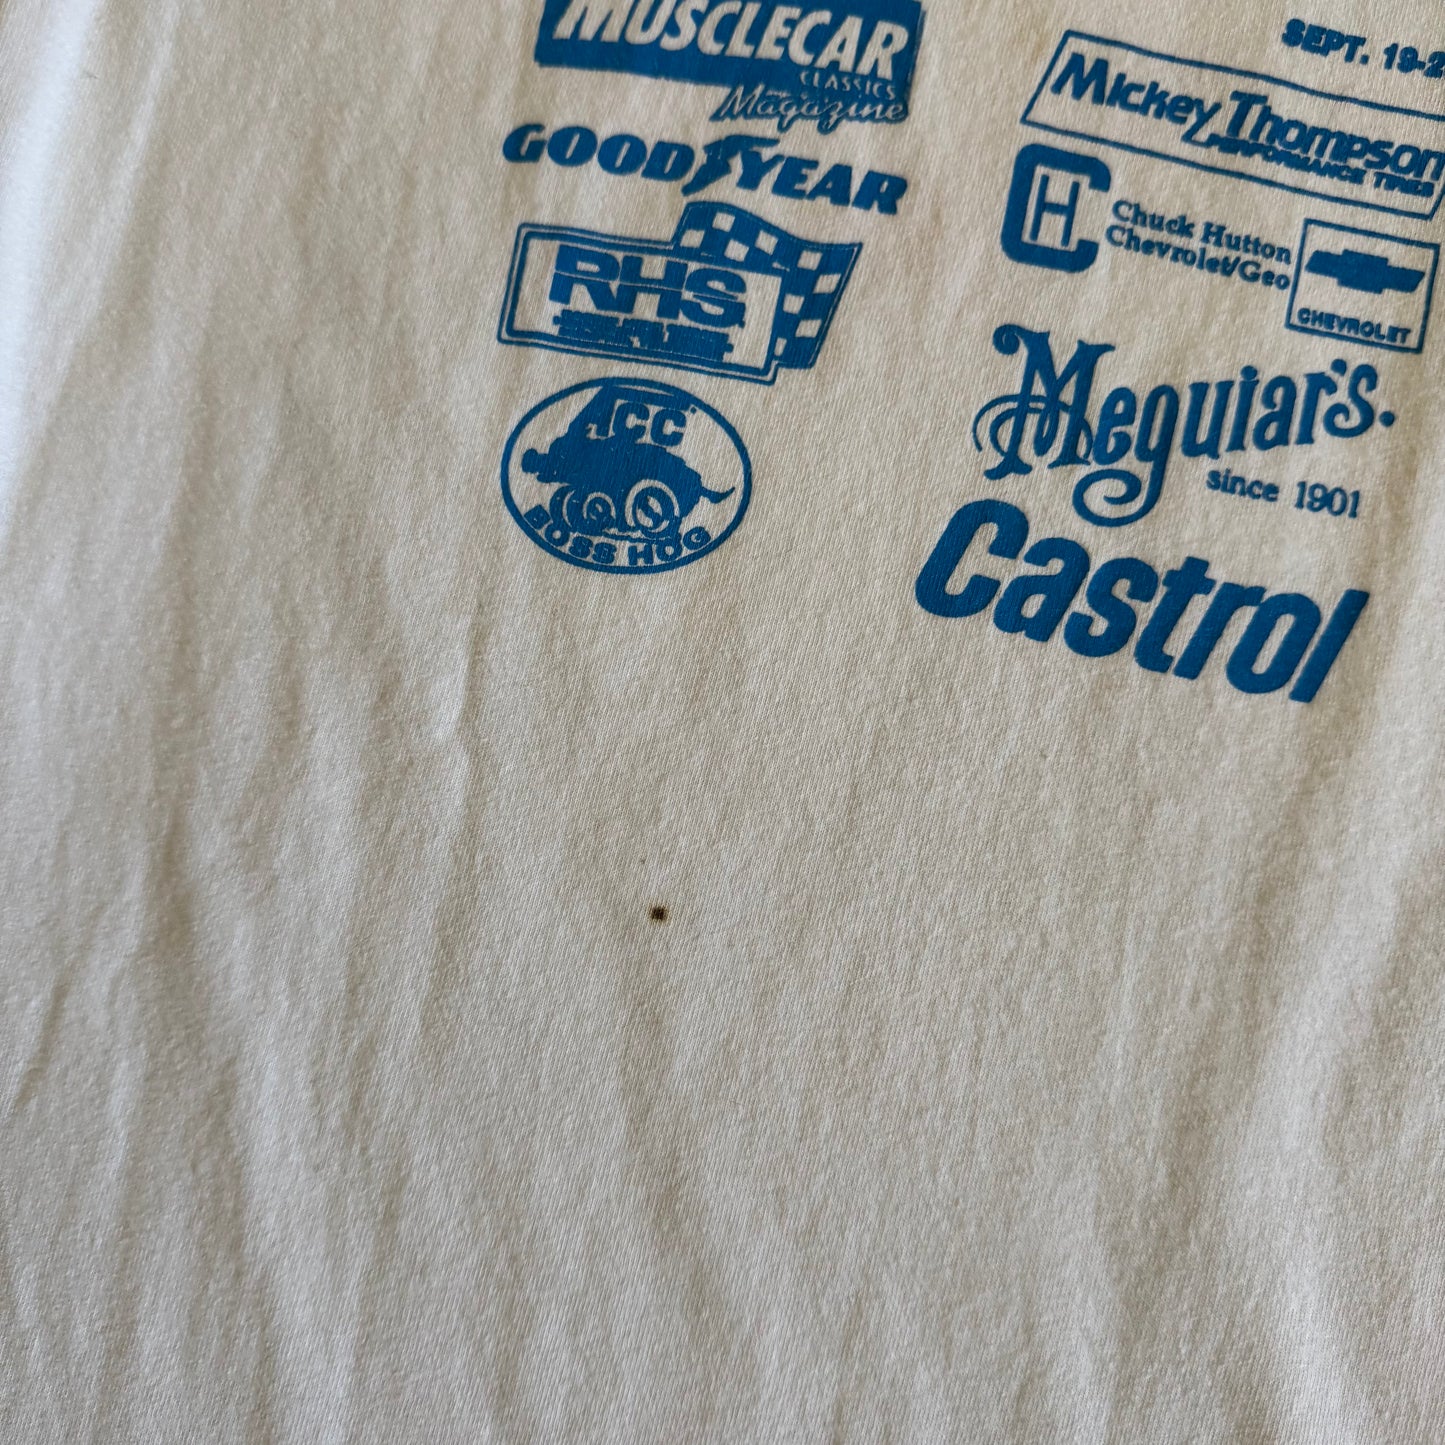 MUSCLECAR
CLASSICS
Magazine
GOODYEAR
RHS
ACC
BOSS HOG
SEPT. 19-2
Mickey Thompson
PERFORMANCE TIRES
CH
Chuck Hutton
Chevrolet/Geo
CHEVROLET
Meguiar's.
since 1901
Castrol